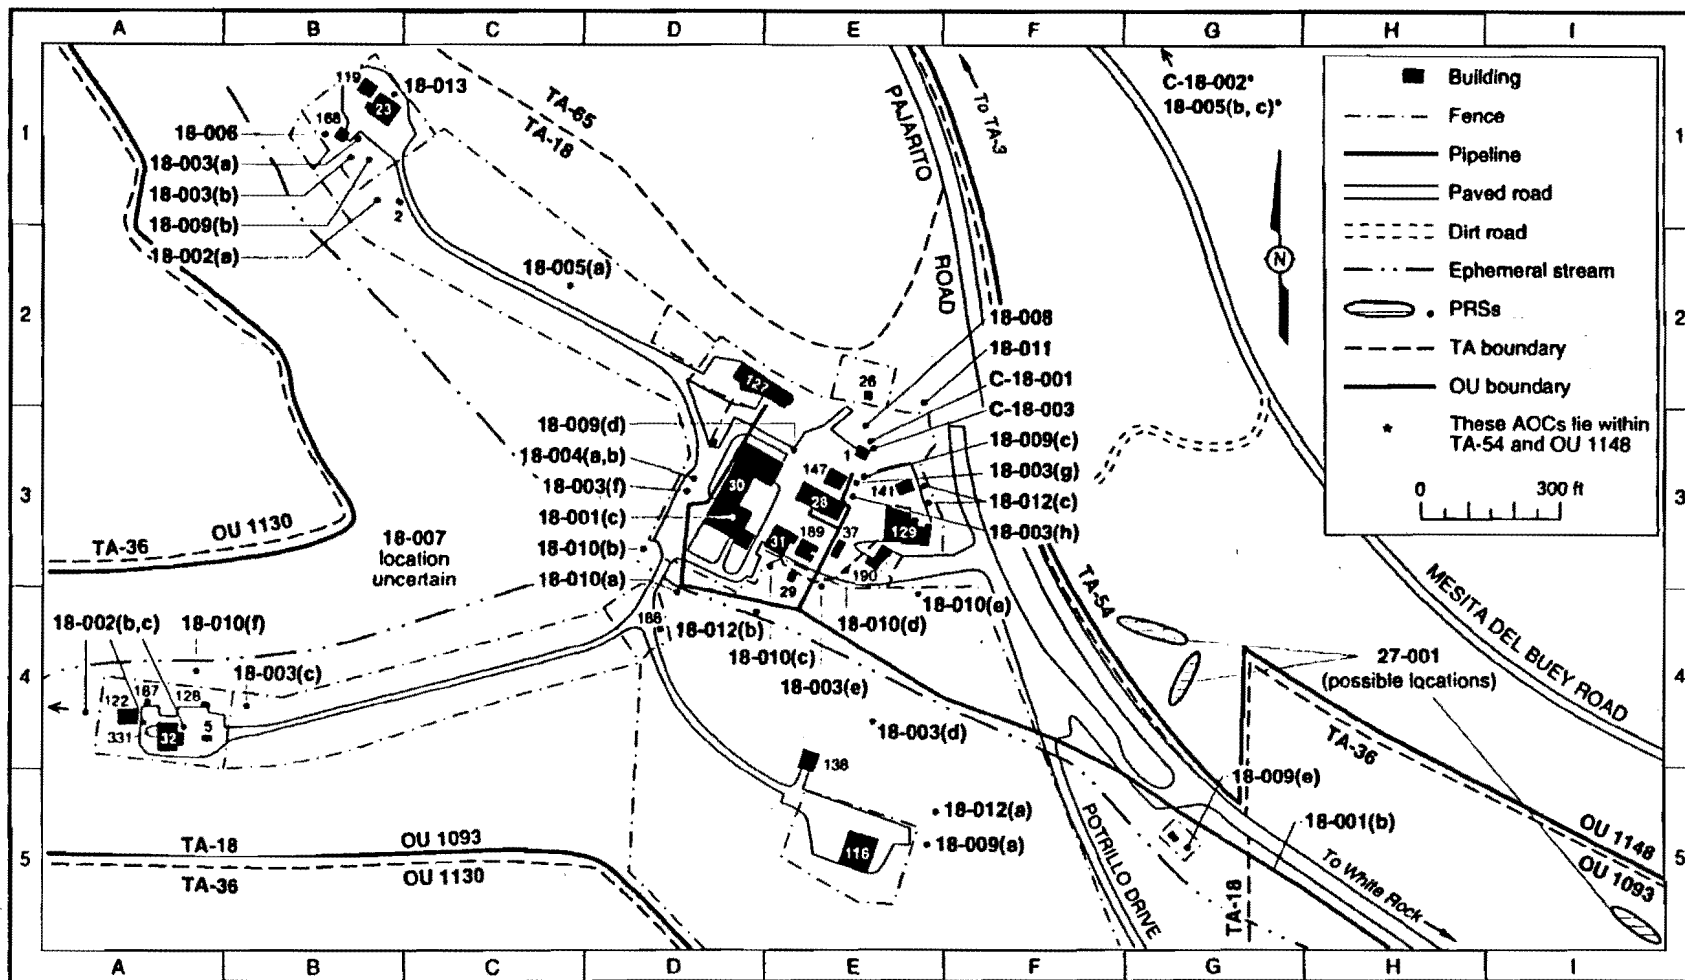 A B C D E F G H I
1
2
3
4
5
119
18-013
23
168
18-006
18-003(a)
18-003(b)
18-009(b)
18-002(a)
2
TA-65
TA-18
PAJARITO
ROAD
To TA-3
C-18-002*
18-005(b, c)*
N
Building
Fence
Pipeline
Paved road
Dirt road
Ephemeral stream
PRSs
TA boundary
OU boundary
* These AOCs lie within
TA-54 and OU 1148
0 300 ft
1
2
3
4
5
18-005(a)
18-008
18-011
C-18-001
C-18-003
18-009(c)
18-003(g)
18-012(c)
18-003(h)
127
26
1
147
28
141
30
31
189
37
129
190
29
18-009(d)
18-004(a,b)
18-003(f)
18-001(c)
18-010(b)
18-010(a)
TA-36
OU 1130
18-007
location
uncertain
18-002(b,c)
18-010(f)
18-003(c)
122
187
128
5
331
32
188
18-012(b)
18-010(c)
18-003(e)
18-010(d)
18-010(e)
18-003(d)
138
116
18-012(a)
18-009(a)
TA-54
MESITA DEL BUEY ROAD
27-001
(possible locations)
TA-36
18-009(e)
18-001(b)
OU 1148
OU 1093
To White Rock
POTRILLO DRIVE
TA-18
TA-18 OU 1093
TA-36 OU 1130
A B C D E F G H I